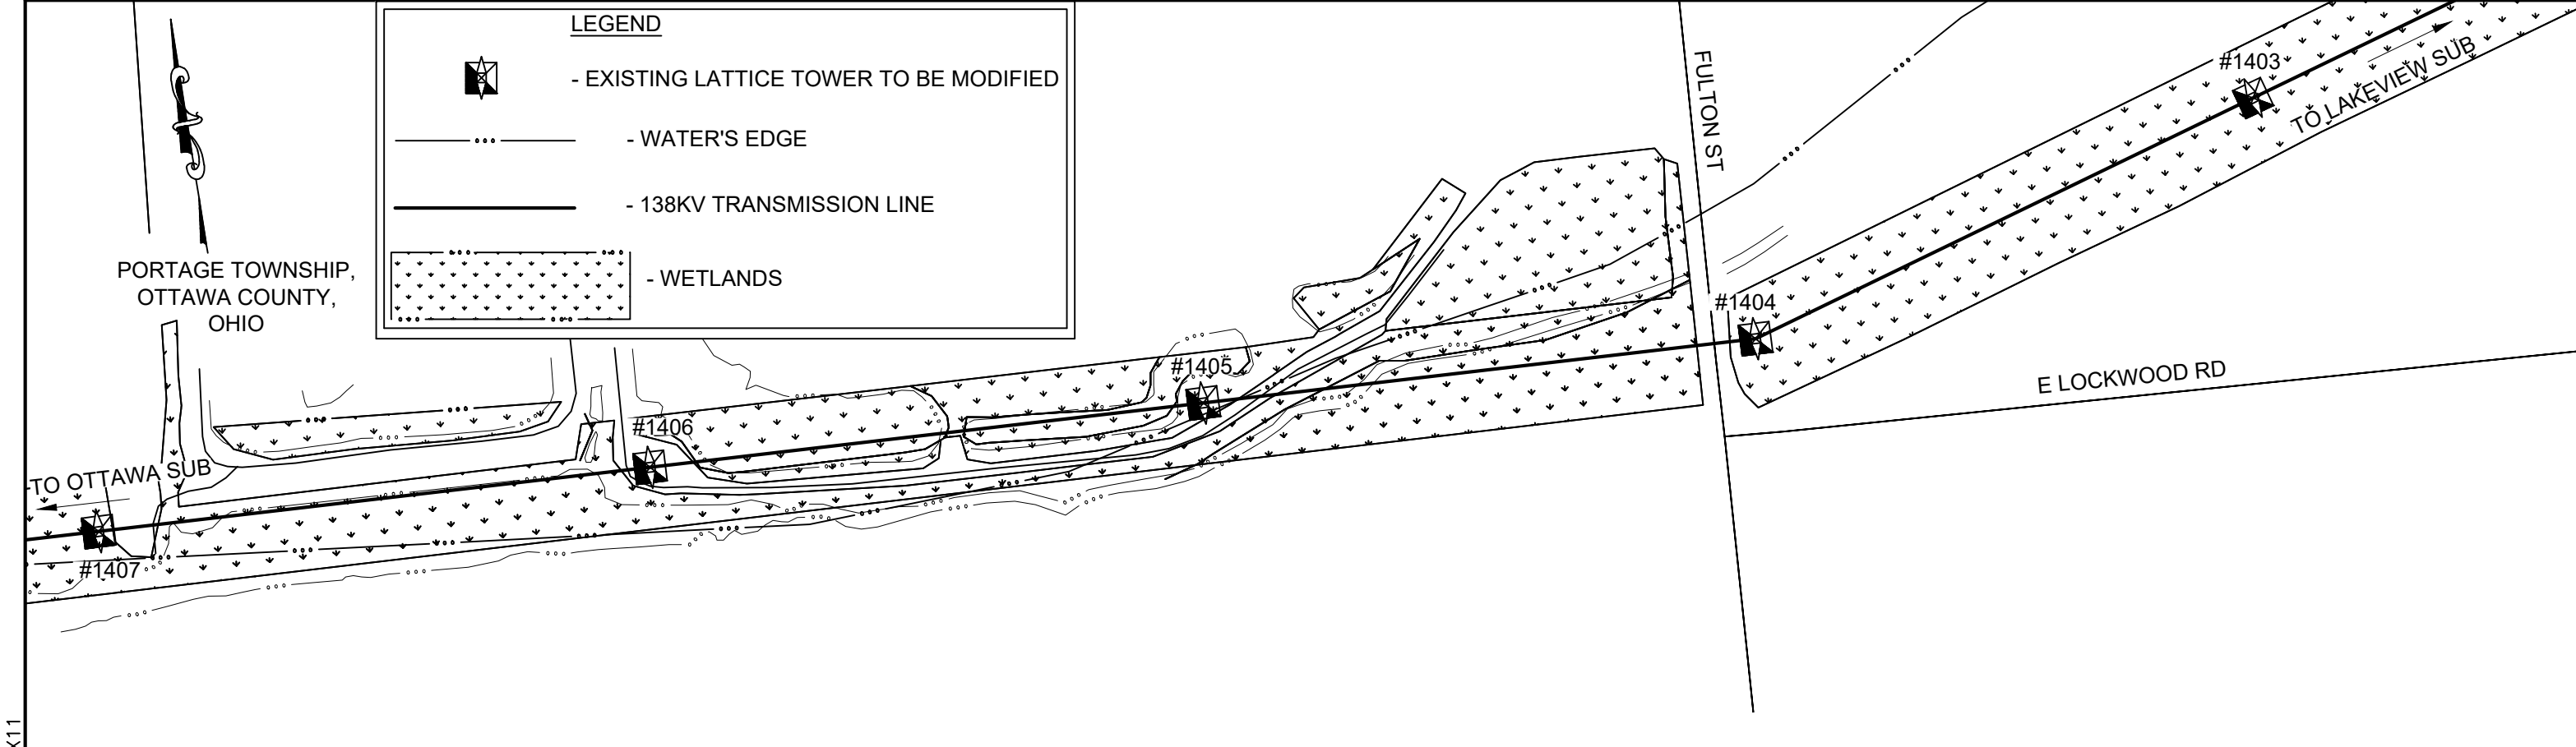 LEGEND
- EXISTING LATTICE TOWER TO BE MODIFIED
- WATER'S EDGE
- 138KV TRANSMISSION LINE
- WETLANDS
PORTAGE TOWNSHIP,
OTTAWA COUNTY,
OHIO
FULTON ST
#1403
TO LAKEVIEW SUB
#1404
E LOCKWOOD RD
#1405
#1406
TO OTTAWA SUB
#1407
X11